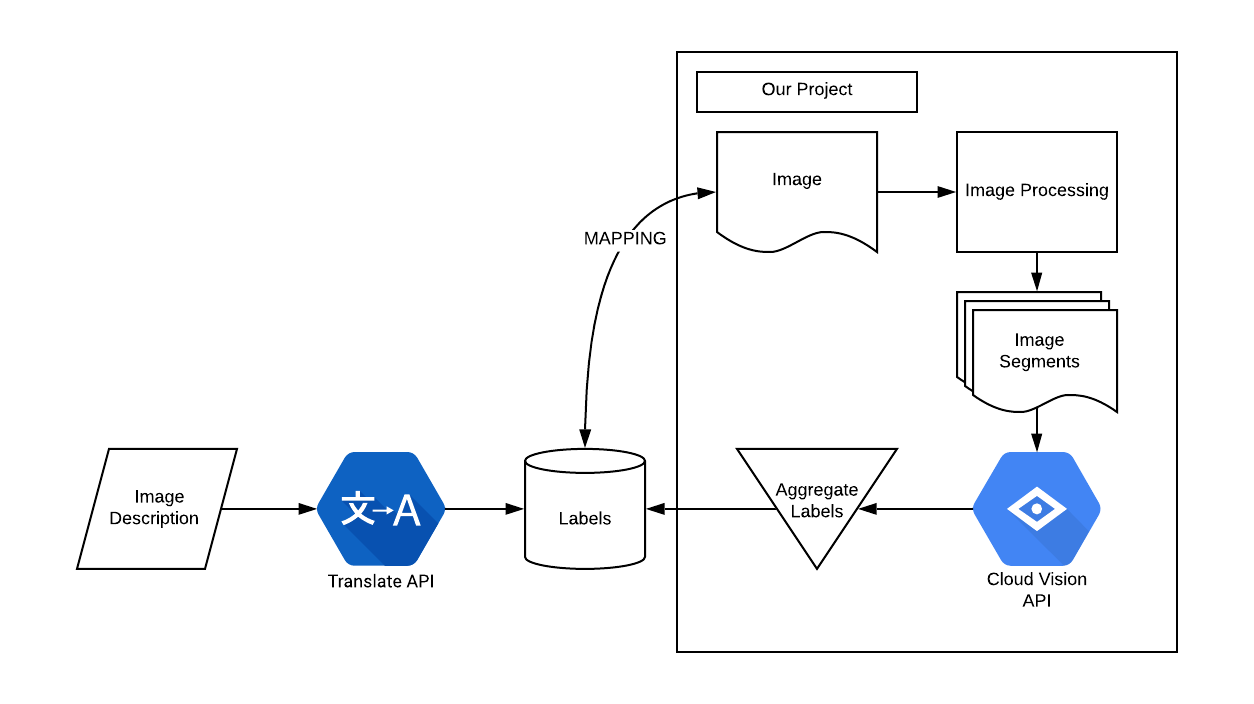 Our Project
Image
Image Processing
MAPPING
Image
Segments
Image
Description
文→A
Translate API
Labels
Aggregate
Labels
Cloud Vision
API